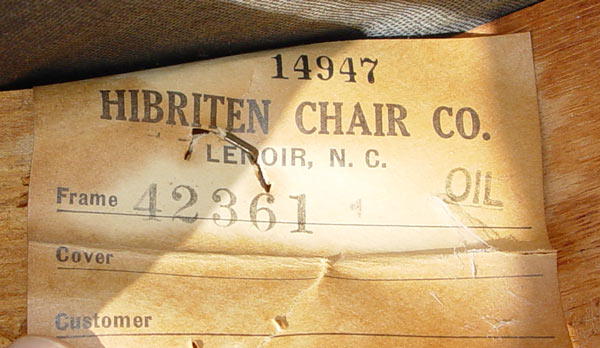 14947
HIBRITEN CHAIR CO.
LENOIR, N. C.
OIL
Frame 42361
Cover
Customer